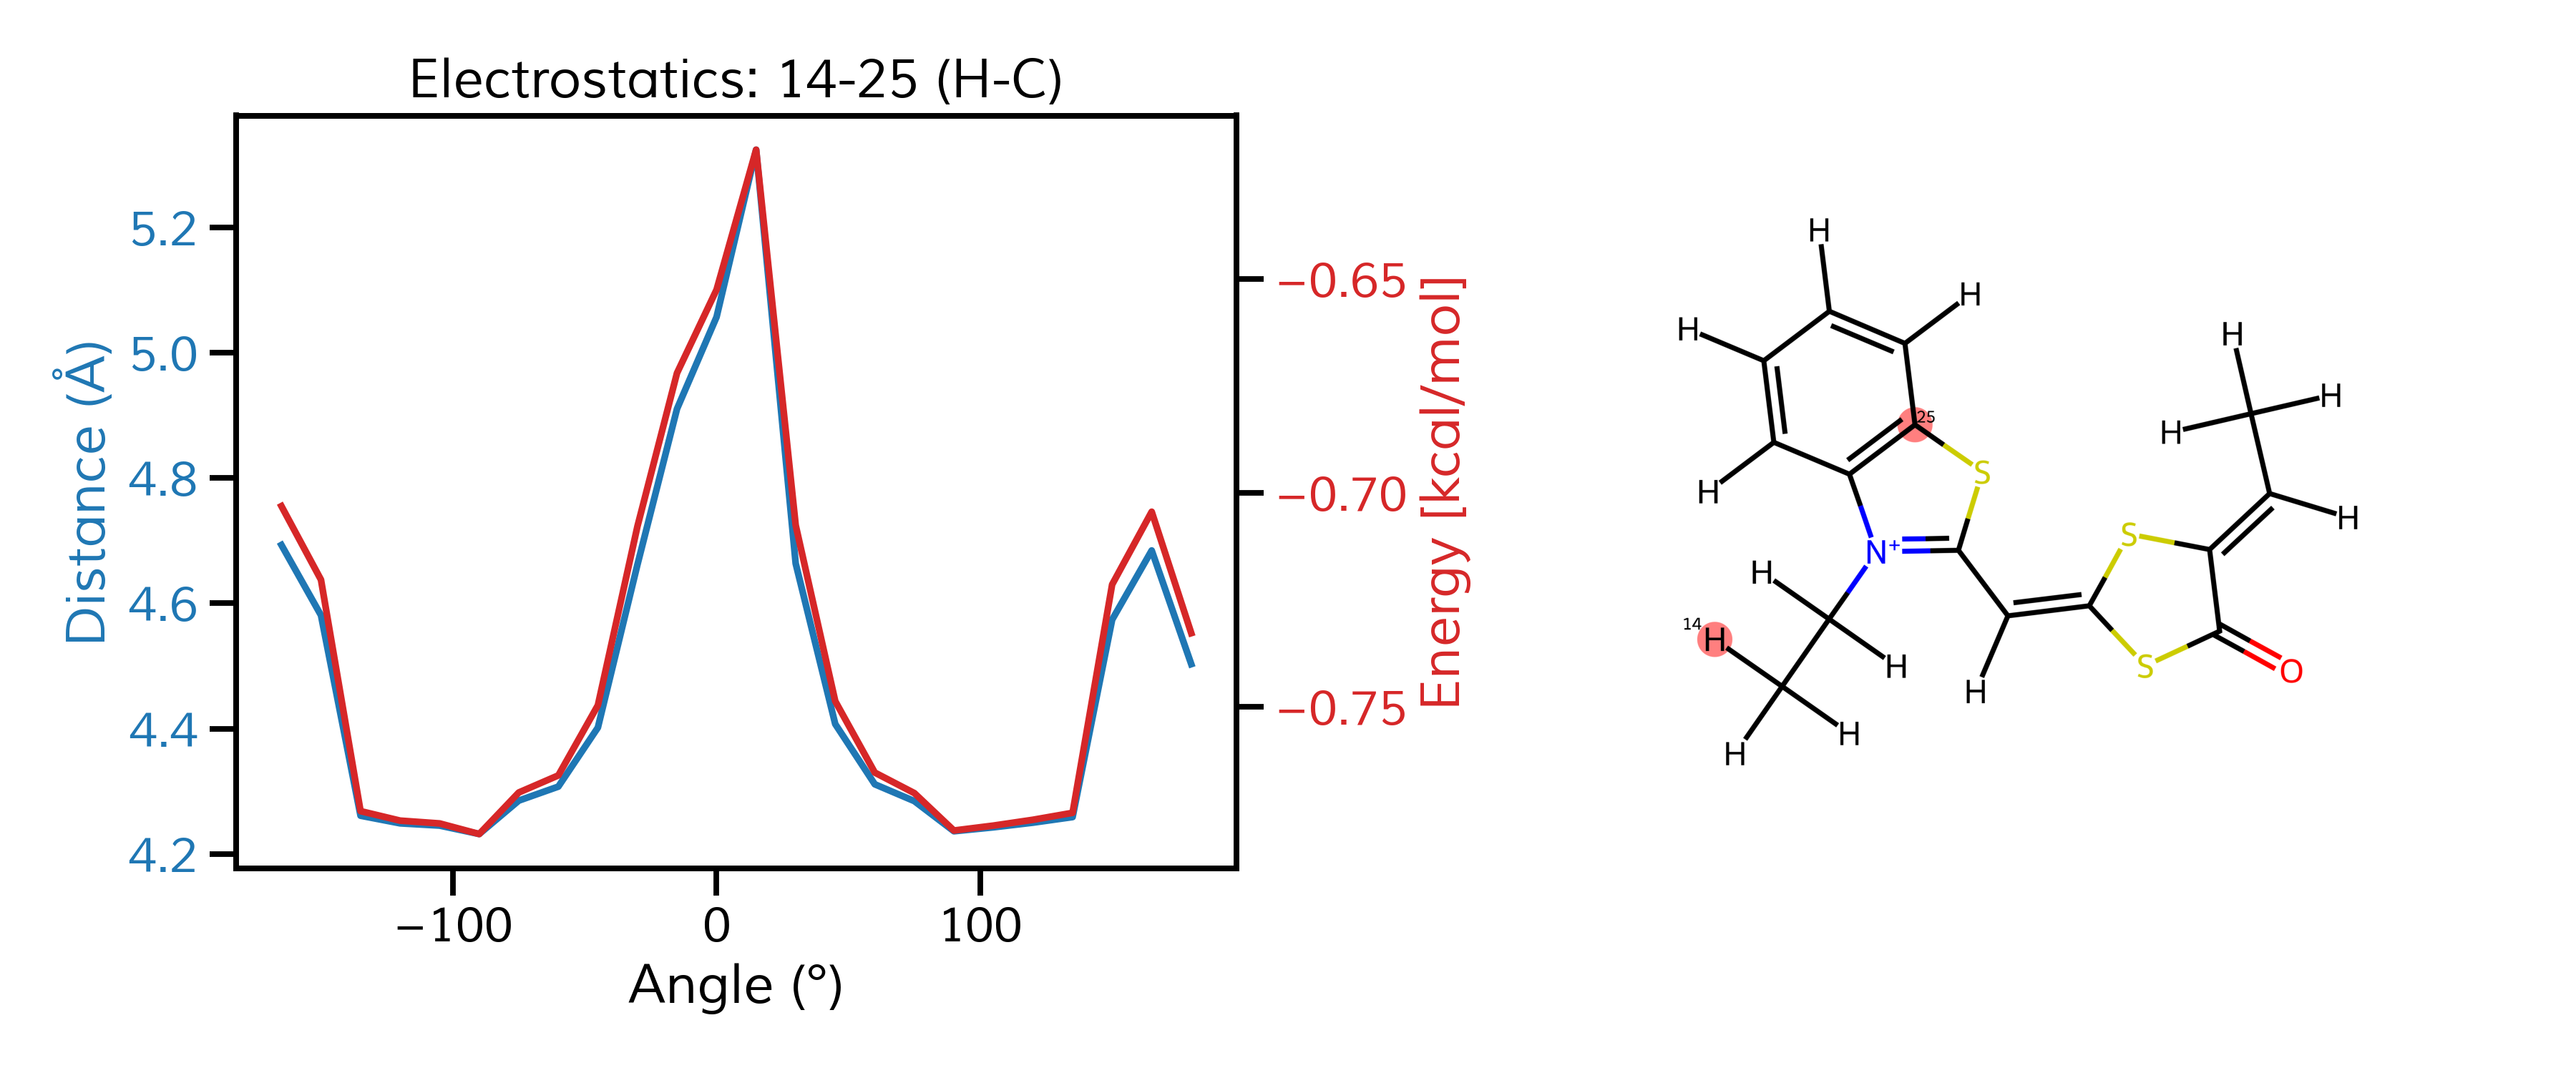 Electrostatics: 14-25 (H-C)
Distance (Å)
5.2
5.0
4.8
4.6
4.4
4.2
−100
0
100
Angle (°)
−0.65
−0.70
−0.75
Energy [kcal/mol]
H
H
H
H
H
H
H
25
S
H
S
H
N+
H
14
H
H
S
O
H
H
H